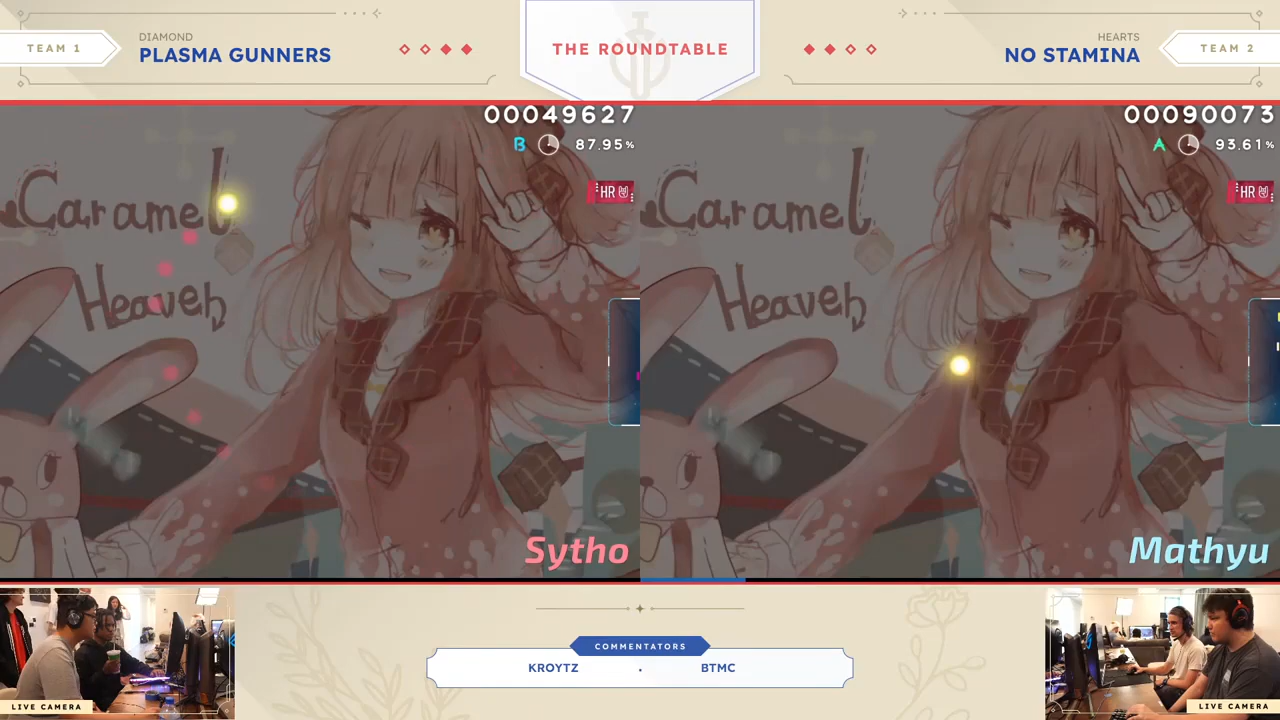 TEAM 1
DIAMOND
PLASMA GUNNERS
THE ROUNDTABLE
HEARTS
NO STAMINA
TEAM 2
00049627
B 87.95%
HR
Caramel
Heaven
Sytho
00090073
A 93.61%
HR
Caramel
Heaven
Mathyu
COMMENTATORS
KROYTZ . BTMC
LIVE CAMERA
LIVE CAMERA